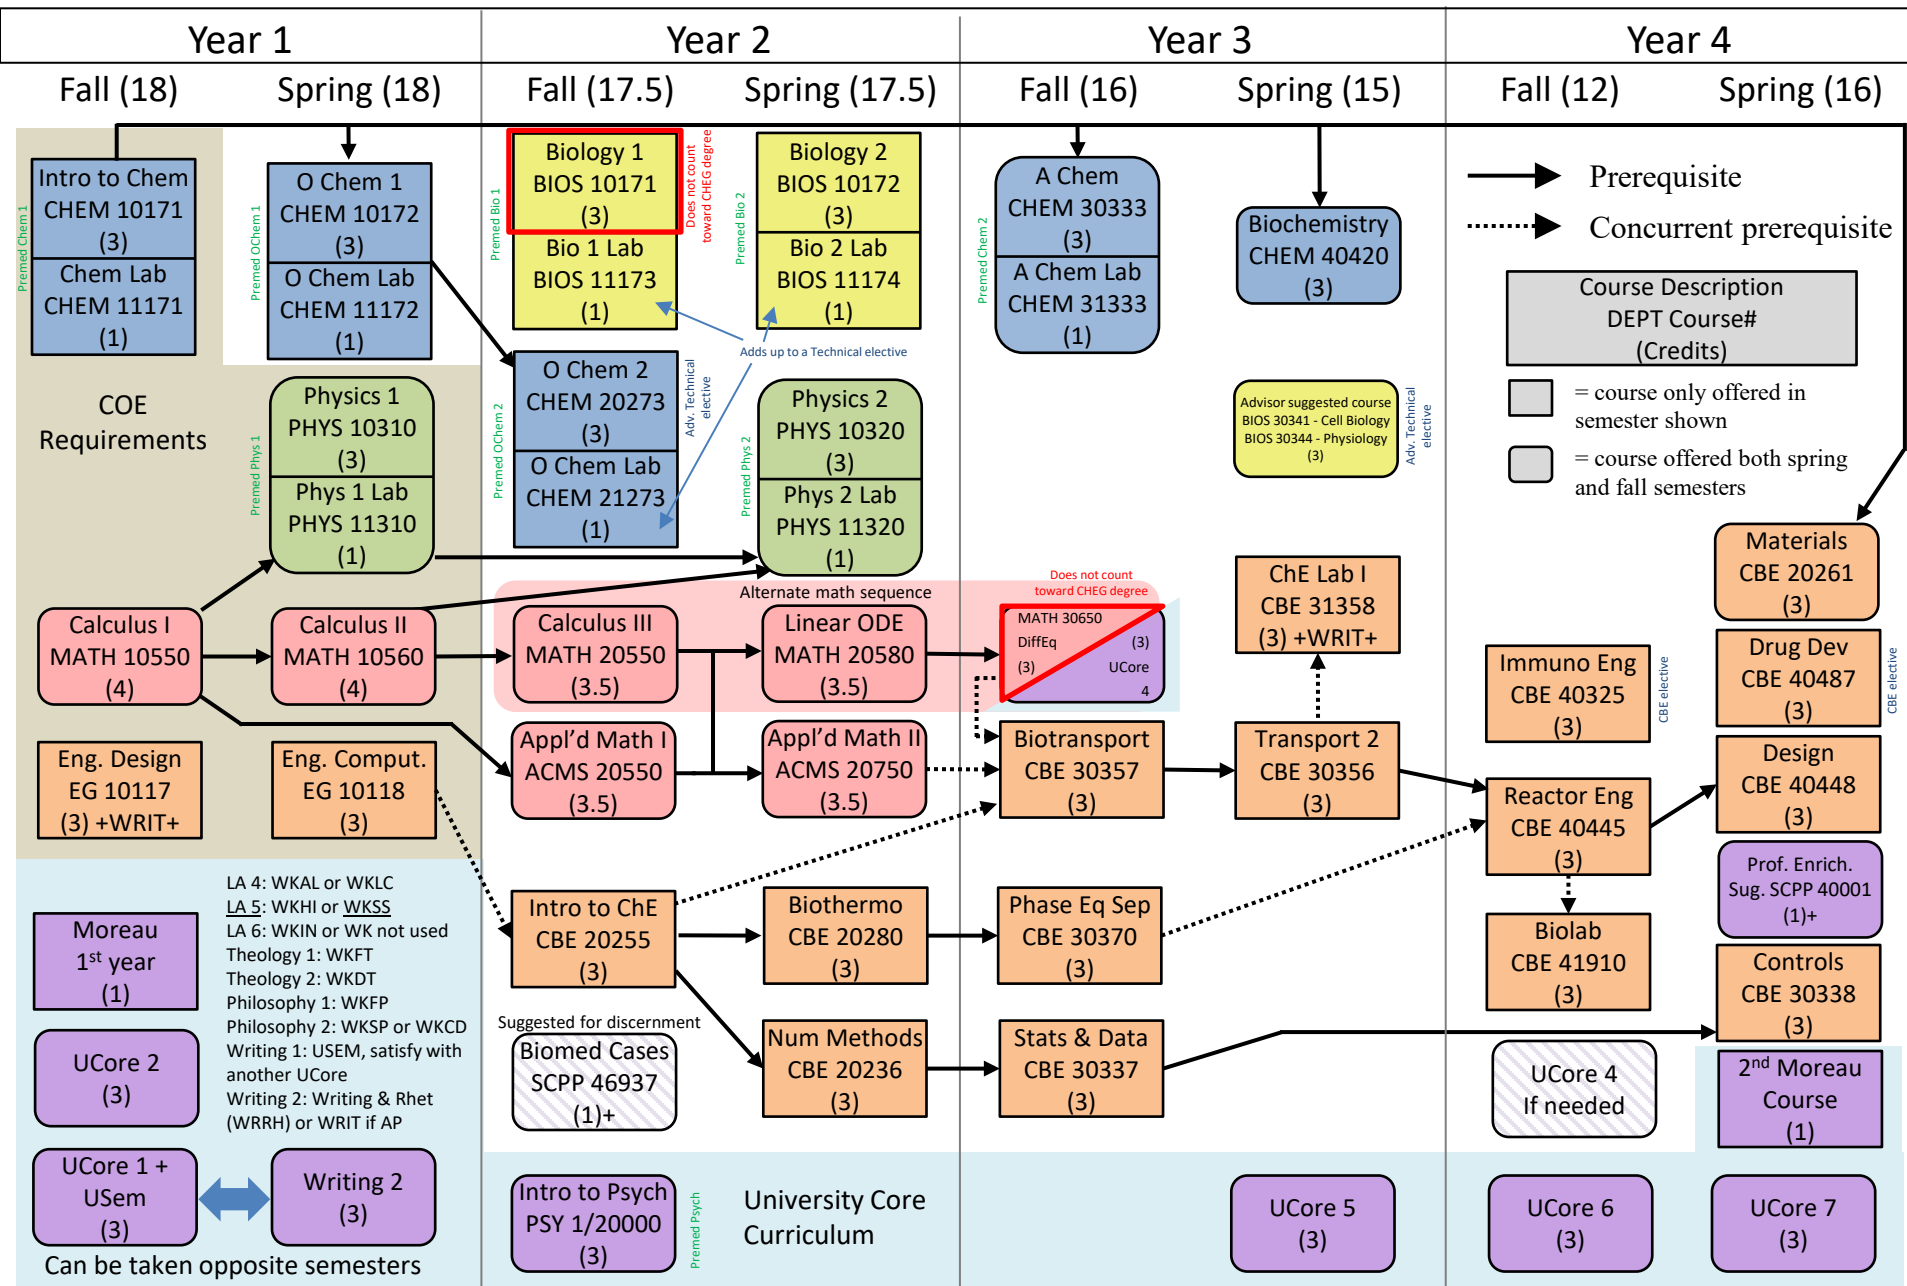 Year 1
Year 2
Year 3
Year 4
Fall (18)
Spring (18)
Fall (17.5)
Spring (17.5)
Fall (16)
Spring (15)
Fall (12)
Spring (16)
Premed Chem 1
Intro to Chem
CHEM 10171
(3)
Chem Lab
CHEM 11171
(1)
COE
Requirements
Calculus I
MATH 10550
(4)
Eng. Design
EG 10117
(3) +WRIT+
Moreau
1st year
(1)
UCore 2
(3)
UCore 1 +
USem
(3)
Can be taken opposite semesters
Premed OChem 1
O Chem 1
CHEM 10172
(3)
O Chem Lab
CHEM 11172
(1)
Premed Phys 1
Physics 1
PHYS 10310
(3)
Phys 1 Lab
PHYS 11310
(1)
Calculus II
MATH 10560
(4)
Eng. Comput.
EG 10118
(3)
LA 4: WKAL or WKLC
LA 5: WKHI or WKSS
LA 6: WKIN or WK not used
Theology 1: WKFT
Theology 2: WKDT
Philosophy 1: WKFP
Philosophy 2: WKSP or WKCD
Writing 1: USEM, satisfy with
another UCore
Writing 2: Writing & Rhet
(WRRH) or WRIT if AP
Writing 2
(3)
Premed Bio 1
Biology 1
BIOS 10171
(3)
Does not count
toward CHEG degree
Bio 1 Lab
BIOS 11173
(1)
Adds up to a Technical elective
Premed OChem 2
O Chem 2
CHEM 20273
(3)
Adv. Technical
elective
O Chem Lab
CHEM 21273
(1)
Calculus III
MATH 20550
(3.5)
Appl'd Math I
ACMS 20550
(3.5)
Intro to ChE
CBE 20255
(3)
Suggested for discernment
Biomed Cases
SCPP 46937
(1)+
Intro to Psych
PSY 1/20000
(3)
Premed Psych
University Core
Curriculum
Premed Bio 2
Biology 2
BIOS 10172
(3)
Bio 2 Lab
BIOS 11174
(1)
Premed Phys 2
Physics 2
PHYS 10320
(3)
Phys 2 Lab
PHYS 11320
(1)
Alternate math sequence
Linear ODE
MATH 20580
(3.5)
Appl'd Math II
ACMS 20750
(3.5)
Biothermo
CBE 20280
(3)
Num Methods
CBE 20236
(3)
Premed Chem 2
A Chem
CHEM 30333
(3)
A Chem Lab
CHEM 31333
(1)
Does not count
toward CHEG degree
MATH 30650
DiffEq
(3)
(3)
UCore
4
Biotransport
CBE 30357
(3)
Phase Eq Sep
CBE 30370
(3)
Stats & Data
CBE 30337
(3)
Biochemistry
CHEM 40420
(3)
Advisor suggested course
BIOS 30341 - Cell Biology
BIOS 30344 - Physiology
(3)
Adv. Technical
elective
ChE Lab I
CBE 31358
(3) +WRIT+
Transport 2
CBE 30356
(3)
UCore 5
(3)
Prerequisite
Concurrent prerequisite
Course Description
DEPT Course#
(Credits)
= course only offered in
semester shown
= course offered both spring
and fall semesters
Immuno Eng
CBE 40325
(3)
CBE elective
Reactor Eng
CBE 40445
(3)
Biolab
CBE 41910
(3)
UCore 4
If needed
UCore 6
(3)
Materials
CBE 20261
(3)
Drug Dev
CBE 40487
(3)
CBE elective
Design
CBE 40448
(3)
Prof. Enrich.
Sug. SCPP 40001
(1)+
Controls
CBE 30338
(3)
2nd Moreau
Course
(1)
UCore 7
(3)